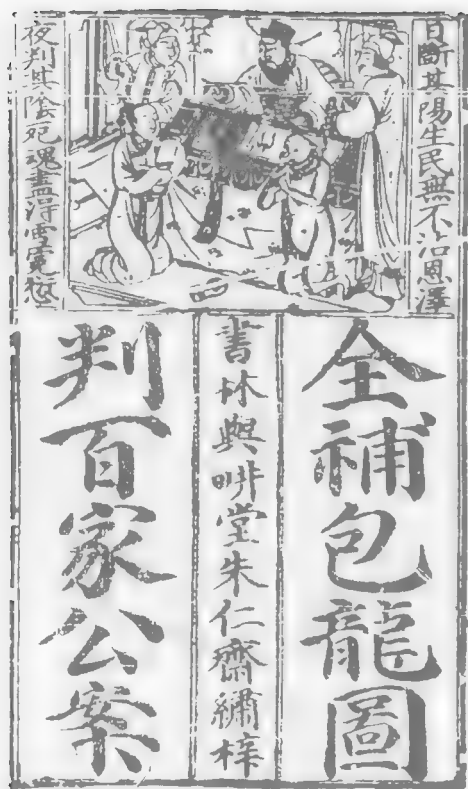 日斷其陽生民無不沾恩澤
夜判其陰死魂盡得雪冤愆
全補包龍圖
書林與畊堂朱仁齋繡梓
判百家公案